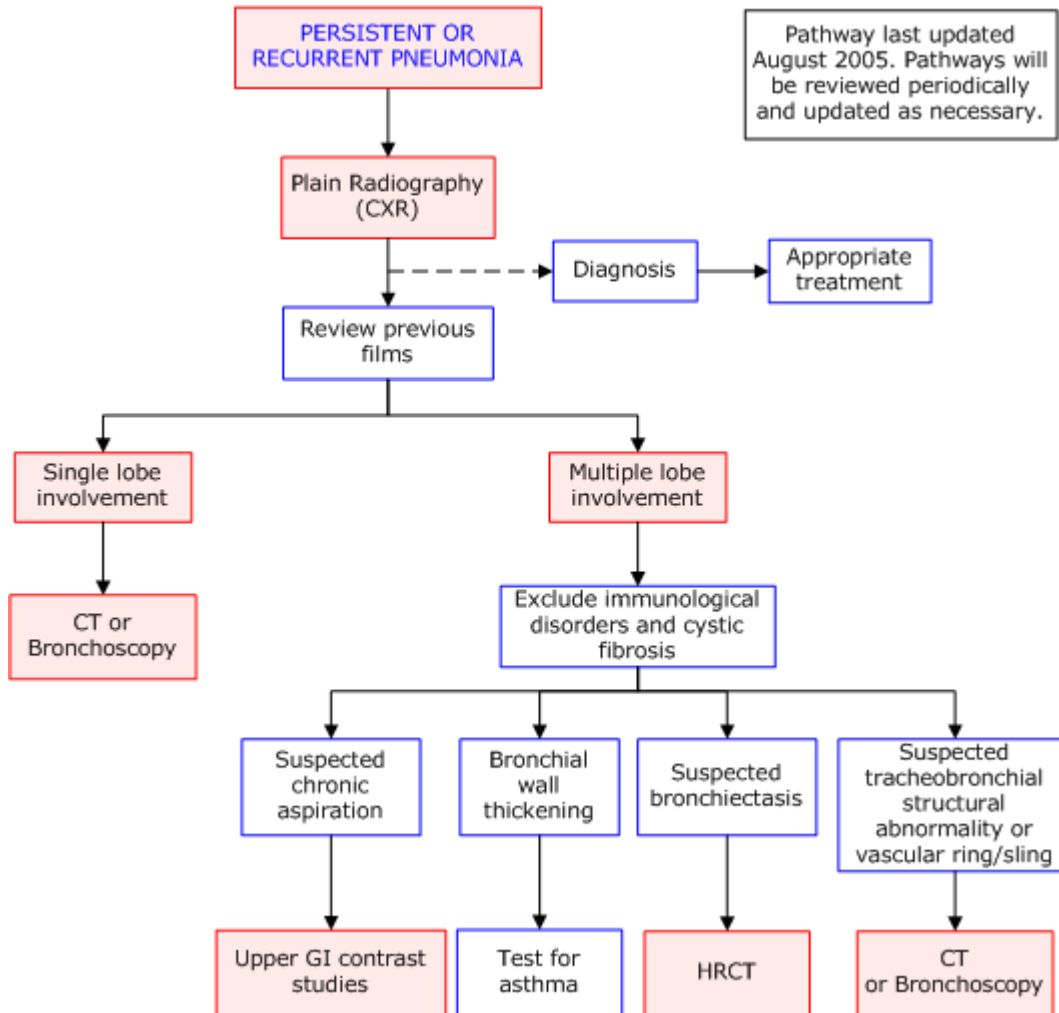 PERSISTENT OR
RECURRENT PNEUMONIA
Pathway last updated
August 2005. Pathways will
be reviewed periodically
and updated as necessary.
Plain Radiography
(CXR)
Diagnosis
Appropriate
treatment
Review previous
films
Single lobe
involvement
Multiple lobe
involvement
CT or
Bronchoscopy
Exclude immunological
disorders and cystic
fibrosis
Suspected
chronic
aspiration
Bronchial
wall
thickening
Suspected
bronchiectasis
Suspected
tracheobronchial
structural
abnormality or
vascular ring/sling
Upper GI contrast
studies
Test for
asthma
HRCT
CT
or Bronchoscopy